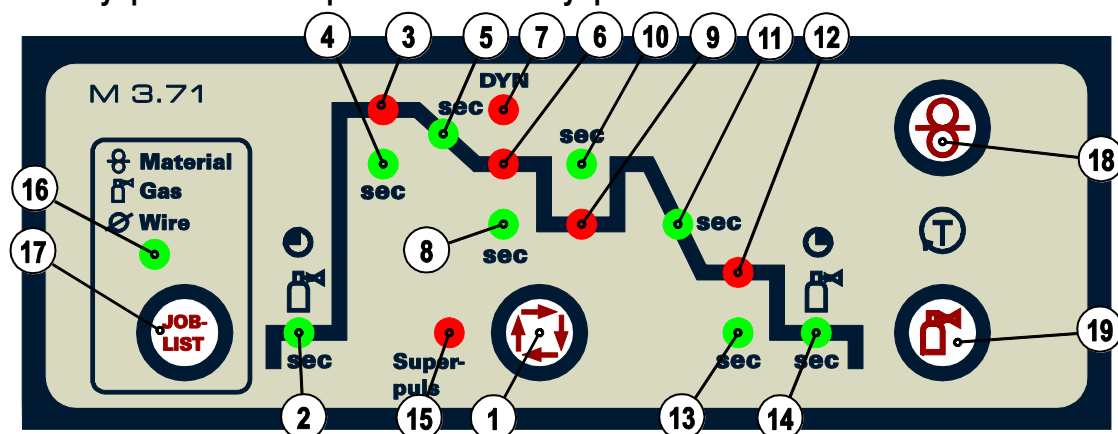 4 3 5 7 6 10 9 11 12
M 3.71
DYN
sec
sec
Material
Gas
Wire
sec
sec
sec
16
17
8
18
T
JOB-
LIST
sec
Super-
puls
sec
sec
19
2 15 1 13 14